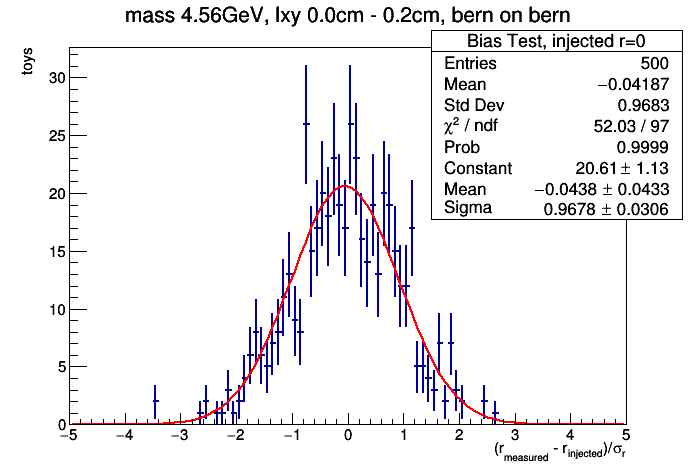 mass 4.56GeV, lxy 0.0cm - 0.2cm, bern on bern
Bias Test, injected r=0
Entries 500
Mean −0.04187
Std Dev 0.9683
χ² / ndf 52.03 / 97
Prob 0.9999
Constant 20.61 ± 1.13
Mean −0.0438 ± 0.0433
Sigma 0.9678 ± 0.0306
toys
30
25
20
15
10
5
0
−5 −4 −3 −2 −1 0 1 2 3 4 5
(r_measured - r_injected)/σ_r